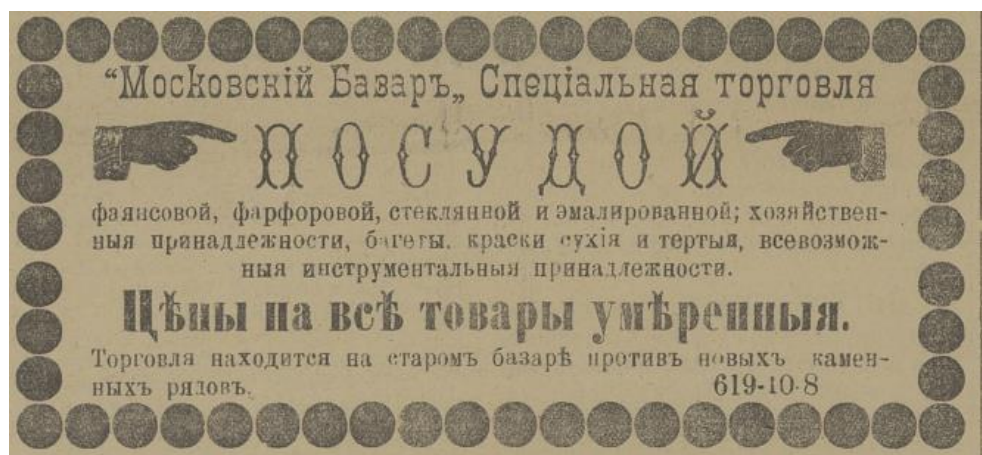 “Московскій Базаръ„ Спеціальная торговля
ПОСУДОЙ
фаянсовой, фарфоровой, стеклянной и эмалированной; хозяйствен-
ныя принадлежности, багеты. краски сухія и тертыя, всевозмож-
ныя инструментальныя принадлежности.
Цѣны на всѣ товары умѣренныя.
Торговля находится на старомъ базарѣ противъ новыхъ камен-
ныхъ рядовъ.
619-10-8